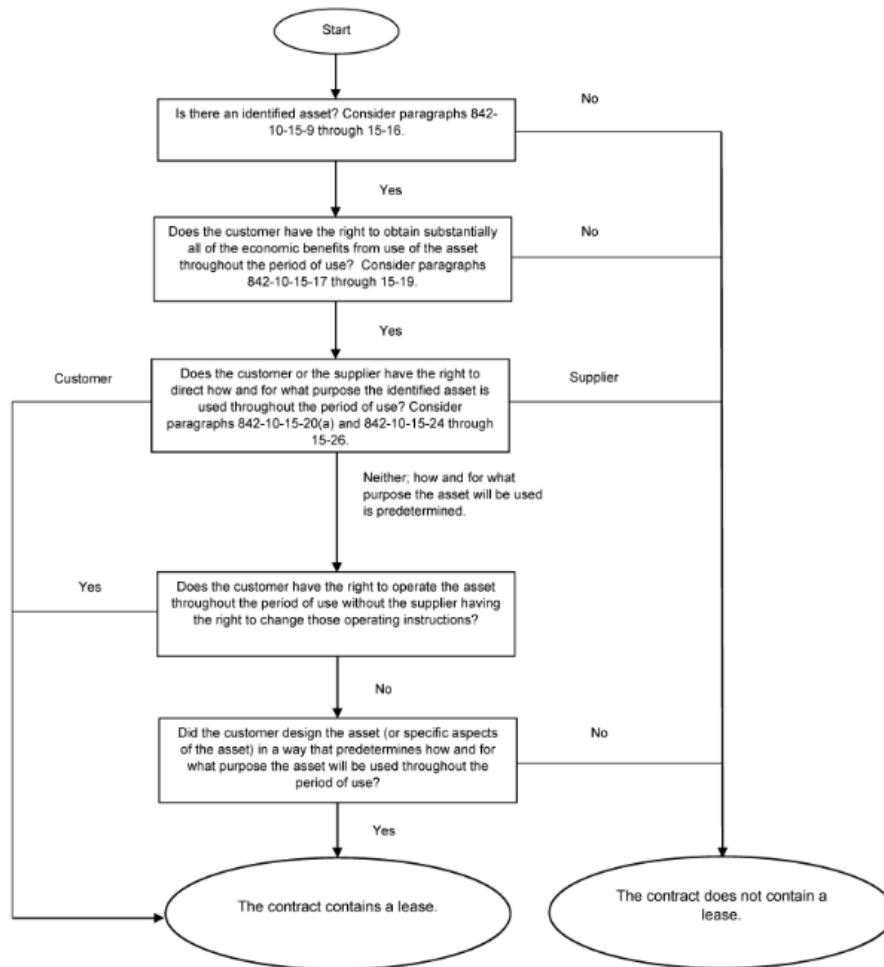 Start
Is there an identified asset? Consider paragraphs 842-
10-15-9 through 15-16.
No
Yes
Does the customer have the right to obtain substantially
all of the economic benefits from use of the asset
throughout the period of use?  Consider paragraphs
842-10-15-17 through 15-19.
No
Yes
Customer
Does the customer or the supplier have the right to
direct how and for what purpose the identified asset is
used throughout the period of use? Consider
paragraphs 842-10-15-20(a) and 842-10-15-24 through
15-26.
Supplier
Neither; how and for what
purpose the asset will be used
is predetermined.
Yes
Does the customer have the right to operate the asset
throughout the period of use without the supplier having
the right to change those operating instructions?
No
Did the customer design the asset (or specific aspects
of the asset) in a way that predetermines how and for
what purpose the asset will be used throughout the
period of use?
No
Yes
The contract contains a lease.
The contract does not contain a
lease.